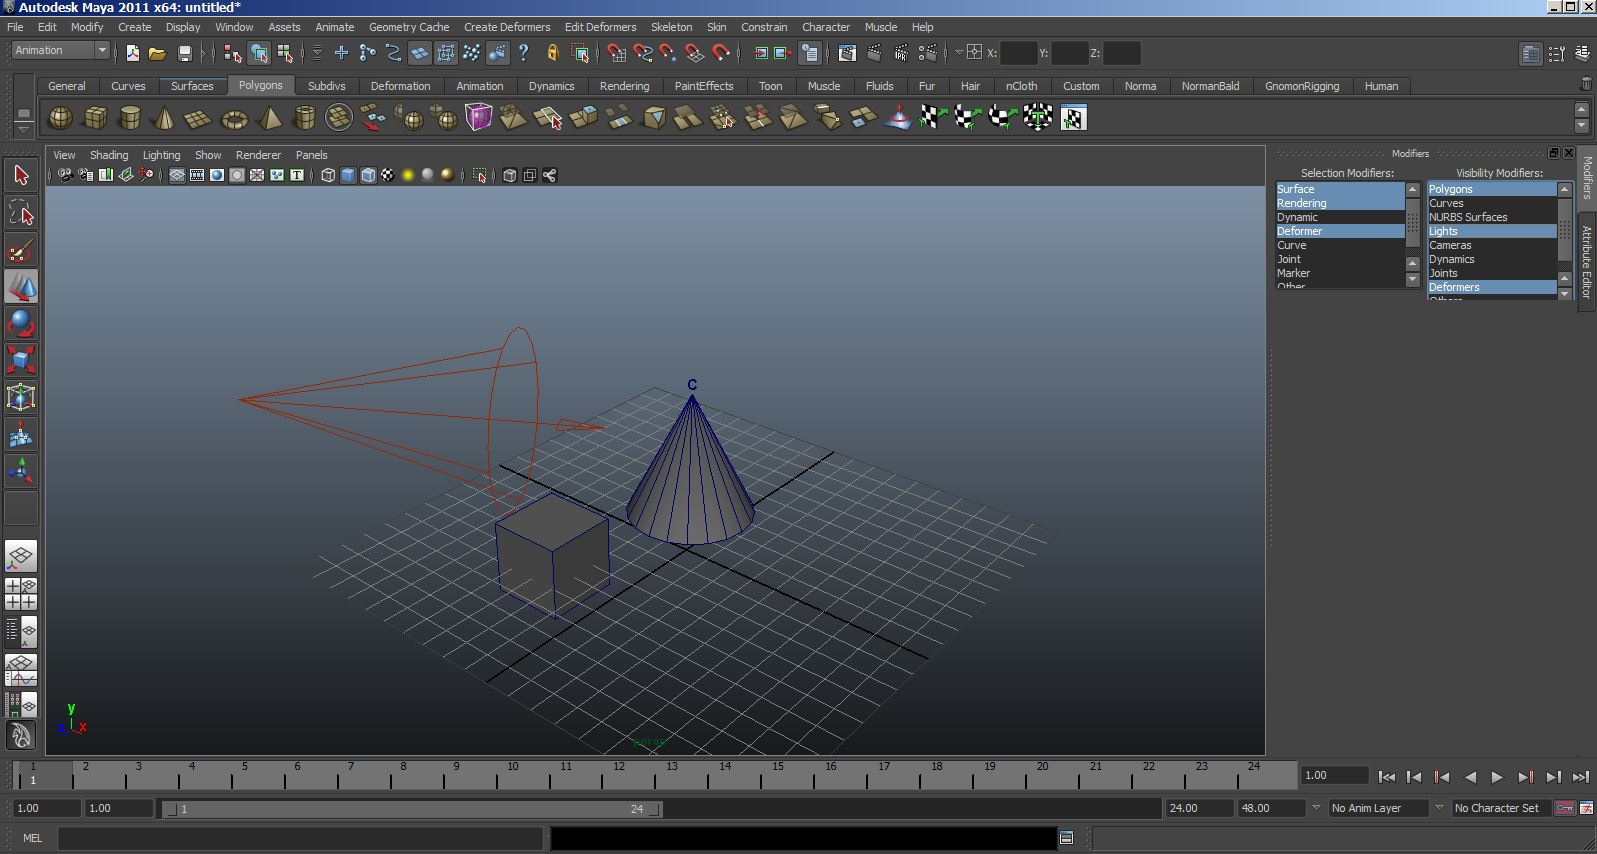 Autodesk Maya 2011 x64: untitled*
File Edit Modify Create Display Window Assets Animate Geometry Cache Create Deformers Edit Deformers Skeleton Skin Constrain Character Muscle Help
Animation X: Y: Z:
General Curves Surfaces Polygons Subdivs Deformation Animation Dynamics Rendering PaintEffects Toon Muscle Fluids Fur Hair nCloth Custom Norma NormanBald GnomonRigging Human
View Shading Lighting Show Renderer Panels
Modifiers
Selection Modifiers: Visibility Modifiers:
Surface Polygons
Rendering Curves
Dynamic NURBS Surfaces
Deformer Lights
Curve Cameras
Joint Dynamics
Marker Joints
Other Deformers
Others
Modifiers
Attribute Editor
C
y
z x
persp
1 2 3 4 5 6 7 8 9 10 11 12 13 14 15 16 17 18 19 20 21 22 23 24
1 1.00
1.00 1.00 1 24 24.00 48.00 No Anim Layer No Character Set
MEL